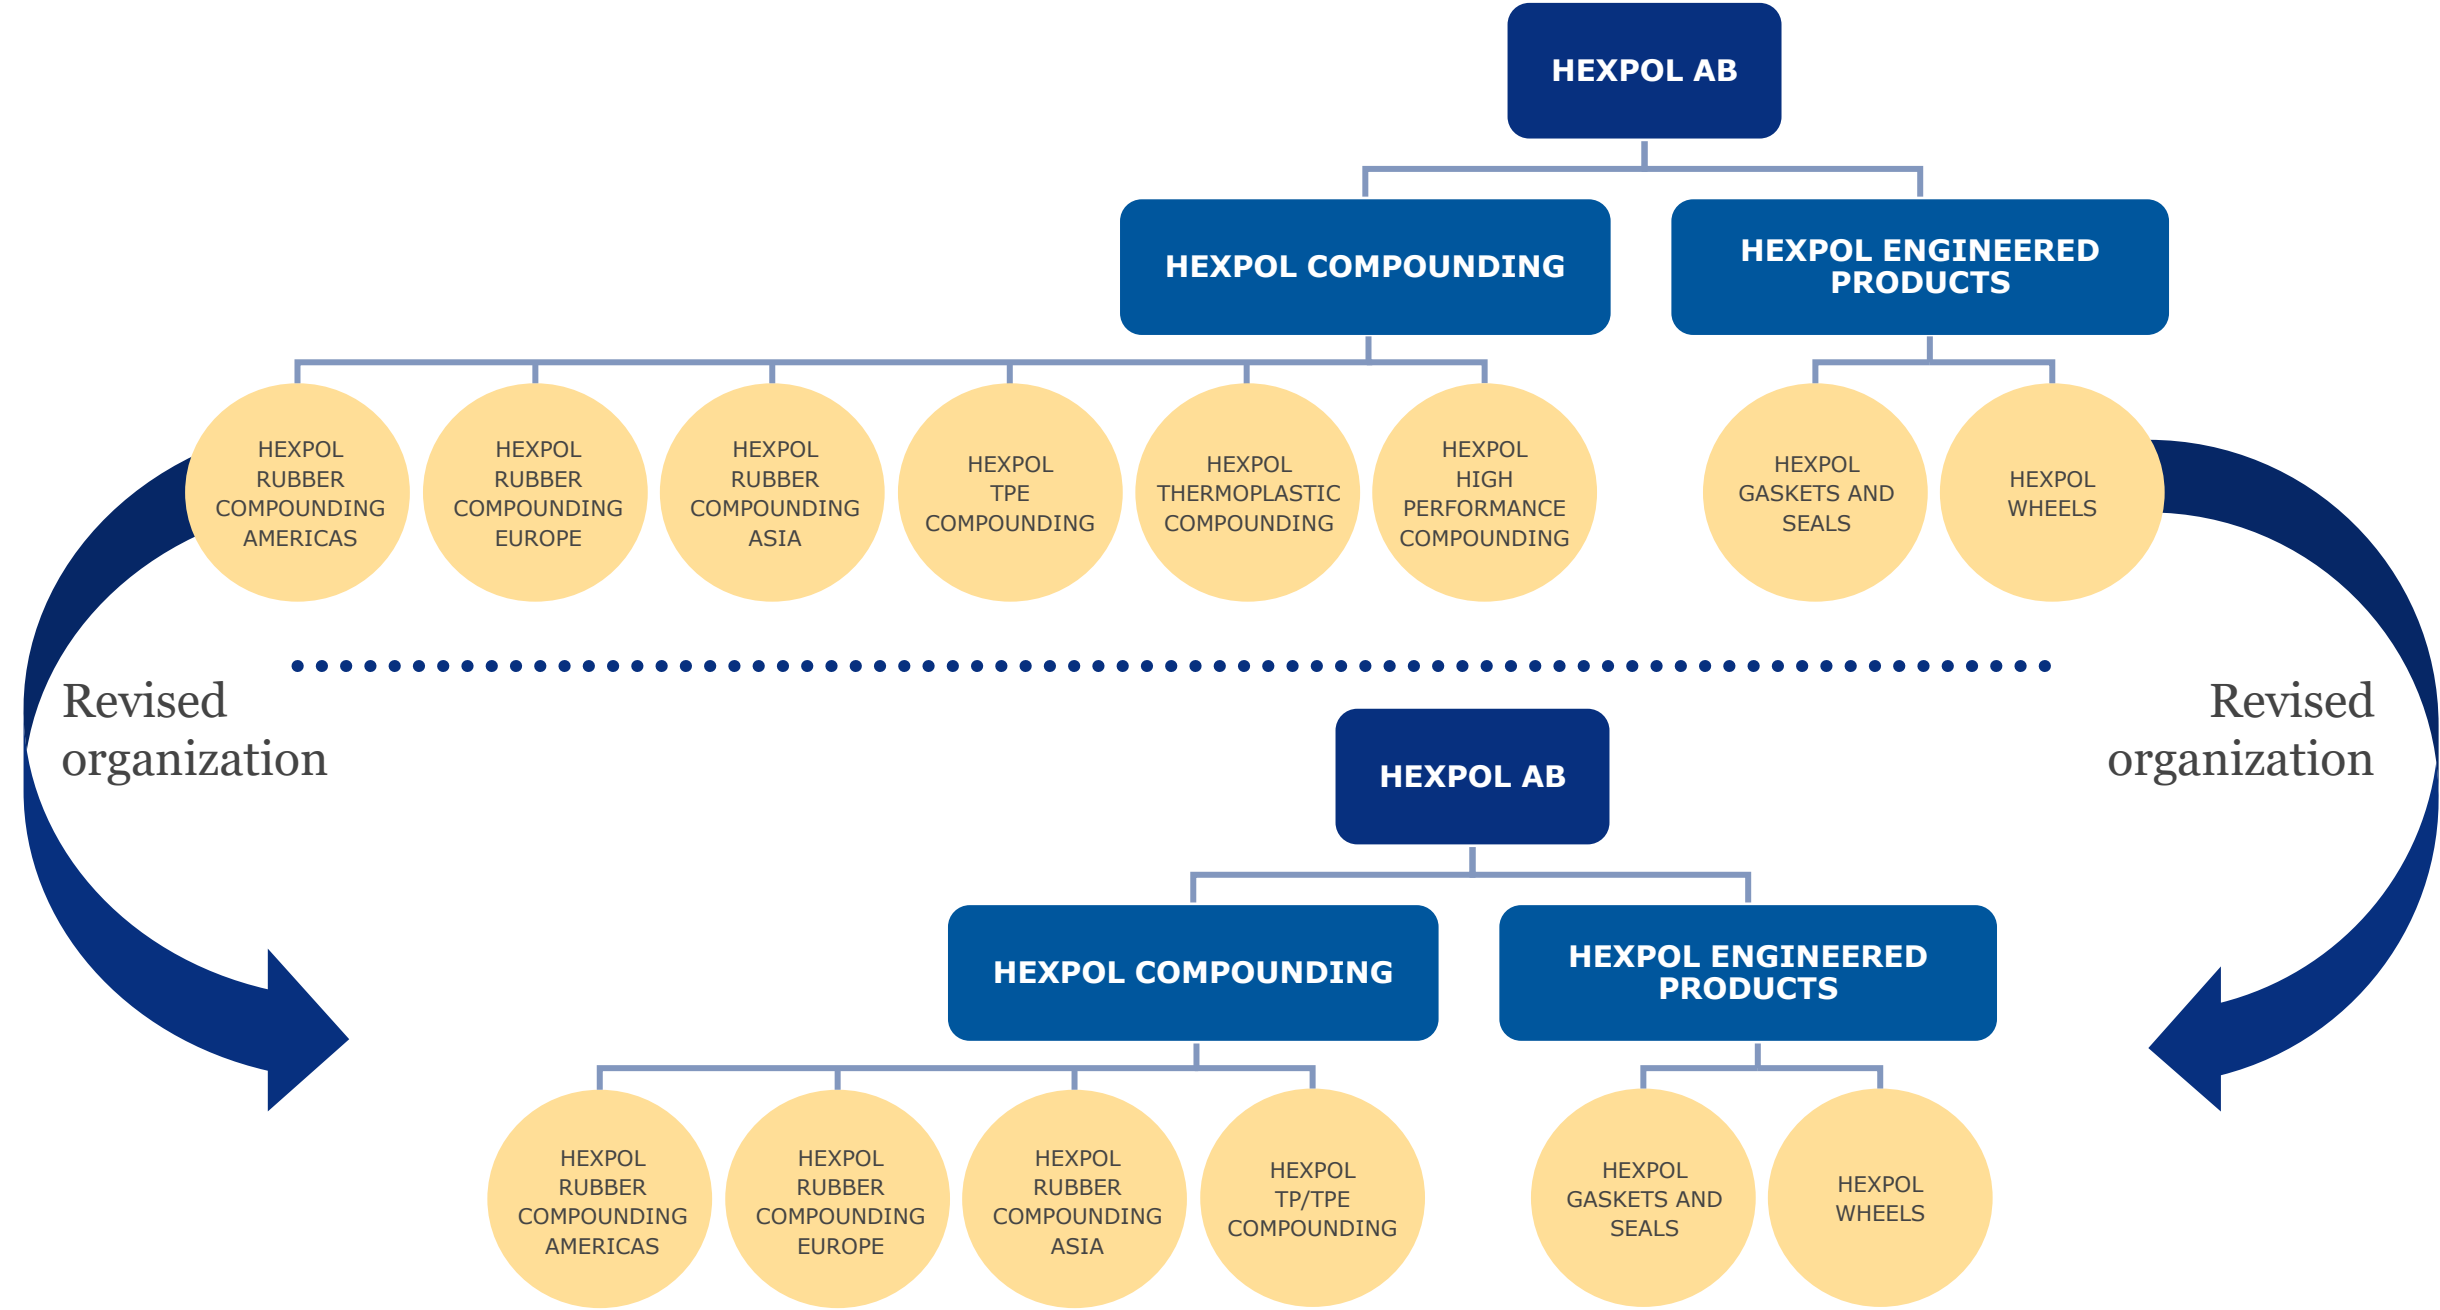 HEXPOL AB
HEXPOL COMPOUNDING
HEXPOL ENGINEERED
PRODUCTS
HEXPOL
RUBBER
COMPOUNDING
AMERICAS
HEXPOL
RUBBER
COMPOUNDING
EUROPE
HEXPOL
RUBBER
COMPOUNDING
ASIA
HEXPOL
TPE
COMPOUNDING
HEXPOL
THERMOPLASTIC
COMPOUNDING
HEXPOL
HIGH
PERFORMANCE
COMPOUNDING
HEXPOL
GASKETS AND
SEALS
HEXPOL
WHEELS
Revised
organization
Revised
organization
HEXPOL AB
HEXPOL COMPOUNDING
HEXPOL ENGINEERED
PRODUCTS
HEXPOL
RUBBER
COMPOUNDING
AMERICAS
HEXPOL
RUBBER
COMPOUNDING
EUROPE
HEXPOL
RUBBER
COMPOUNDING
ASIA
HEXPOL
TP/TPE
COMPOUNDING
HEXPOL
GASKETS AND
SEALS
HEXPOL
WHEELS